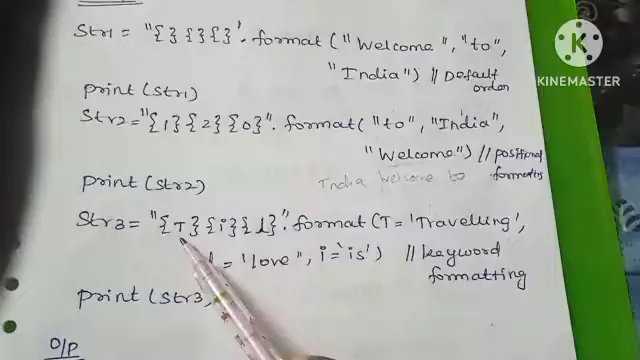 Str1 = "{ } { } { }". format ("Welcome", "to",
"India") // Default
order
print (str1)
Str2="{1} {2} {0}". format( "to", "India",
"Welcome") // positional
India Welcome to
print (str2)
Str3= "{T} {i} {l}". format (T= 'Travelling',
= 'love", i='is') // keyword
formatting
print (str3,
O/P
KINEMASTER